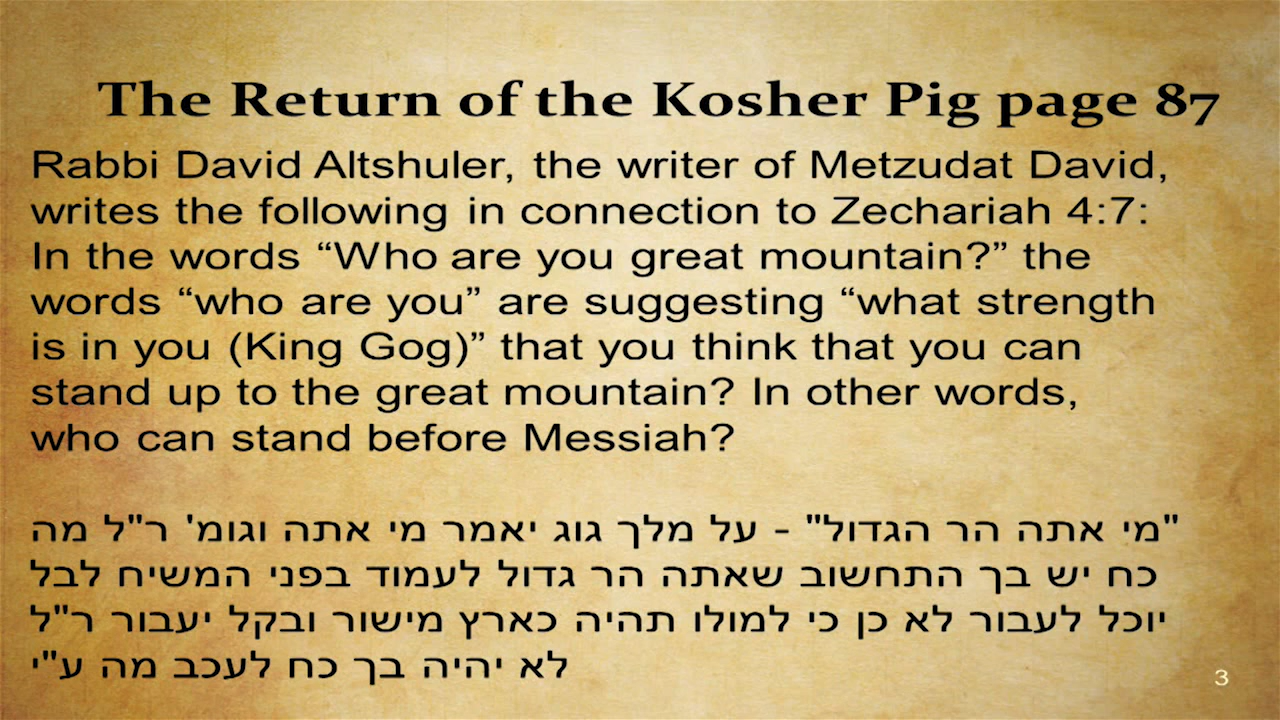 The Return of the Kosher Pig page 87
Rabbi David Altshuler, the writer of Metzudat David,
writes the following in connection to Zechariah 4:7:
In the words “Who are you great mountain?” the
words “who are you” are suggesting “what strength
is in you (King Gog)” that you think that you can
stand up to the great mountain? In other words,
who can stand before Messiah?
"מי אתה הר הגדול" - על מלך גוג יאמר מי אתה וגומ' ר"ל מה
כח יש בך התחשוב שאתה הר גדול לעמוד בפני המשיח לבל
יוכל לעבור לא כן כי למולו תהיה כארץ מישור ובקל יעבור ר"ל
לא יהיה בך כח לעכב מה ע"י
3